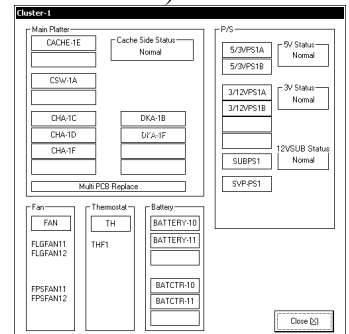 Cluster-1
Main Platter
CACHE-1E
Cache Side Status
Normal
CSW-1A
CHA-1C
DKA-1B
CHA-1D
DKA-1F
CHA-1F
Multi PCB Replace
P/S
5/3VPS1A
5/3VPS1B
5V Status
Normal
3/12VPS1A
3/12VPS1B
3V Status
Normal
12VSUB Status
Normal
SUBPS1
SVP-PS1
Fan
FAN
FLGFAN11
FLGFAN12
FPSFAN11
FPSFAN12
Thermostat
TH
THF1
Battery
BATTERY-10
BATTERY-11
BATCTR-10
BATCTR-11
Close [X]